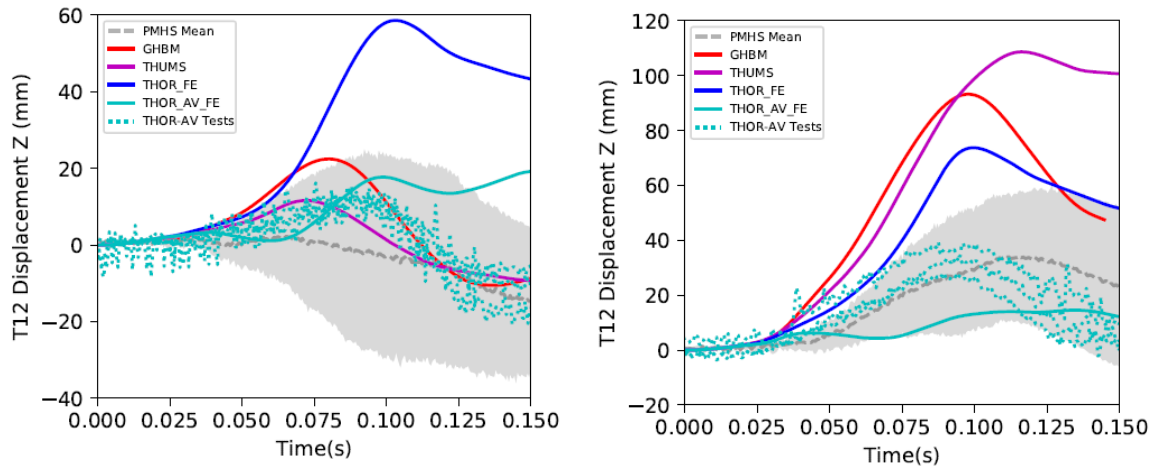 60
40
20
0
−20
−40
T12 Displacement Z (mm)
PMHS Mean
GHBM
THUMS
THOR_FE
THOR_AV_FE
THOR-AV Tests
0.000 0.025 0.050 0.075 0.100 0.125 0.150
Time(s)
120
100
80
60
40
20
0
−20
T12 Displacement Z (mm)
PMHS Mean
GHBM
THUMS
THOR_FE
THOR_AV_FE
THOR-AV Tests
0.000 0.025 0.050 0.075 0.100 0.125 0.150
Time(s)